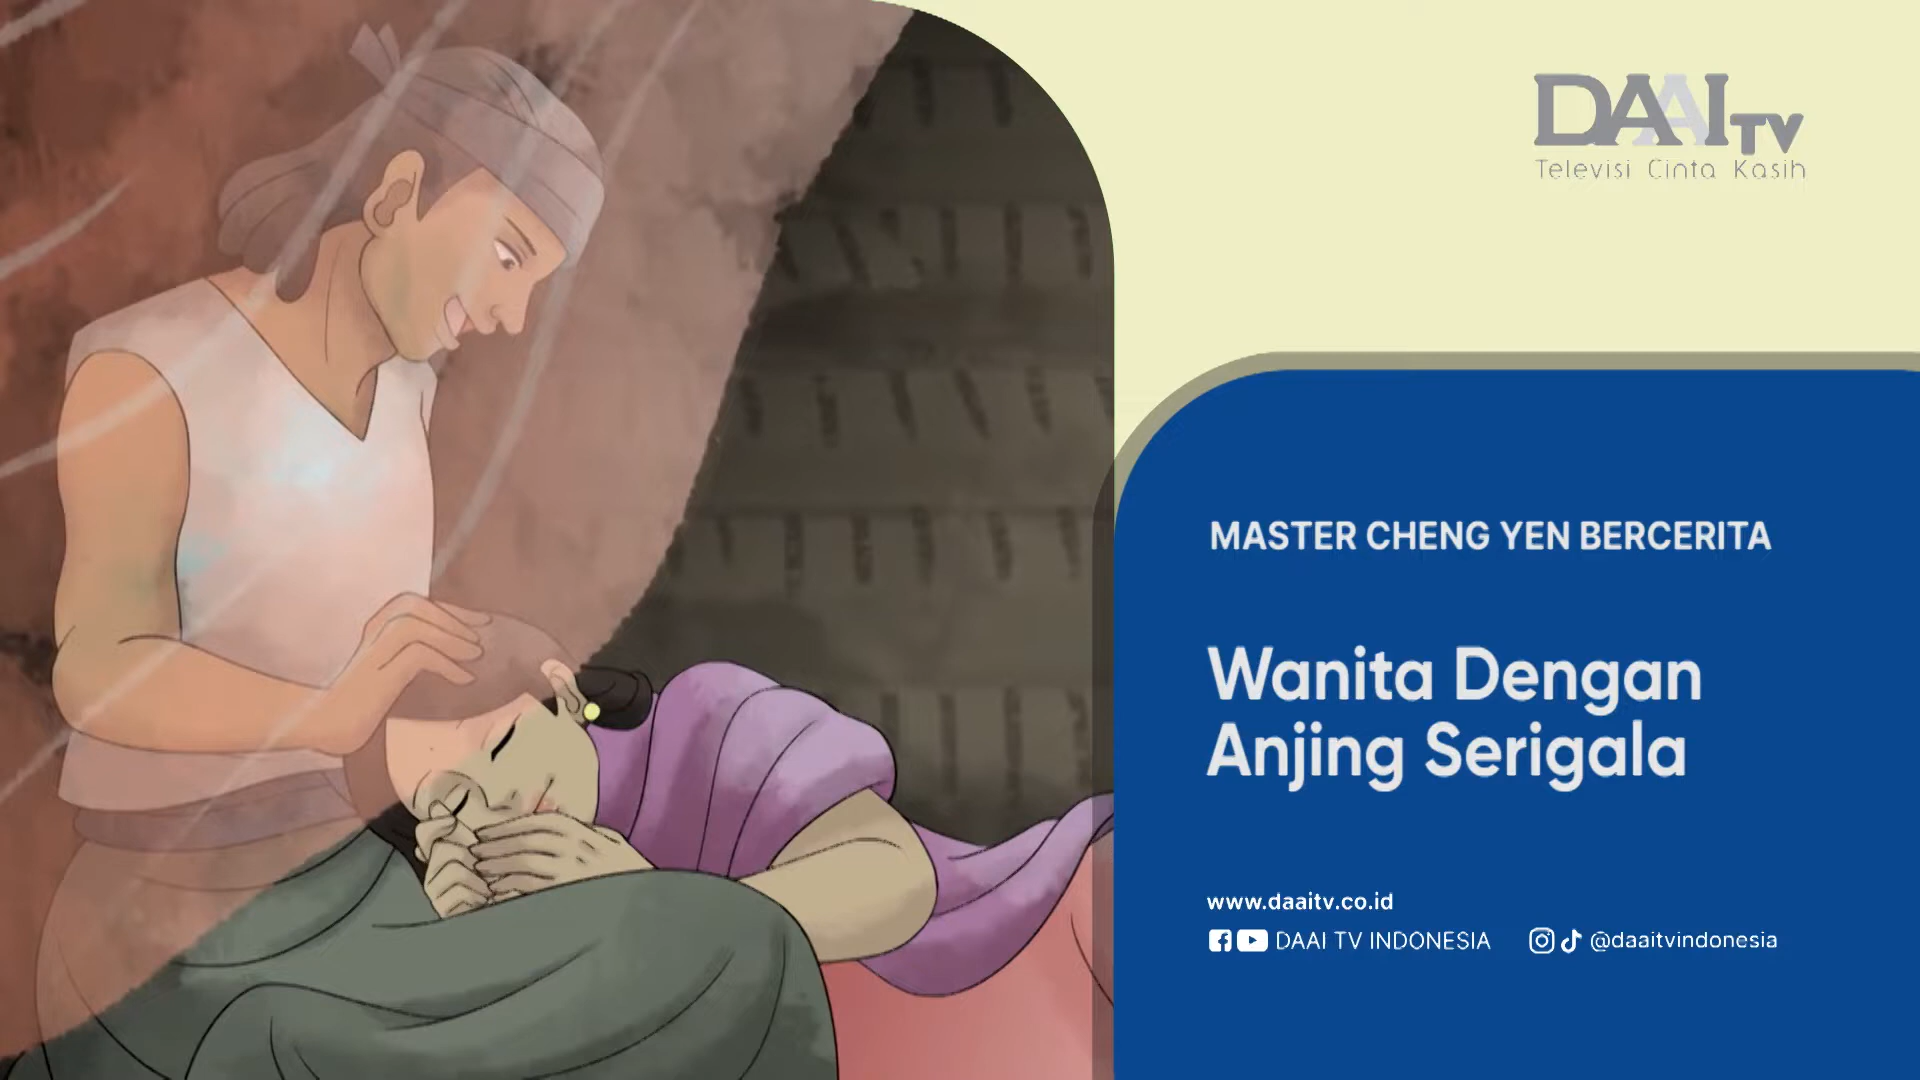 DAAI TV
Televisi Cinta Kasih
MASTER CHENG YEN BERCERITA
Wanita Dengan
Anjing Serigala
www.daaitv.co.id
DAAI TV INDONESIA @daaitvindonesia